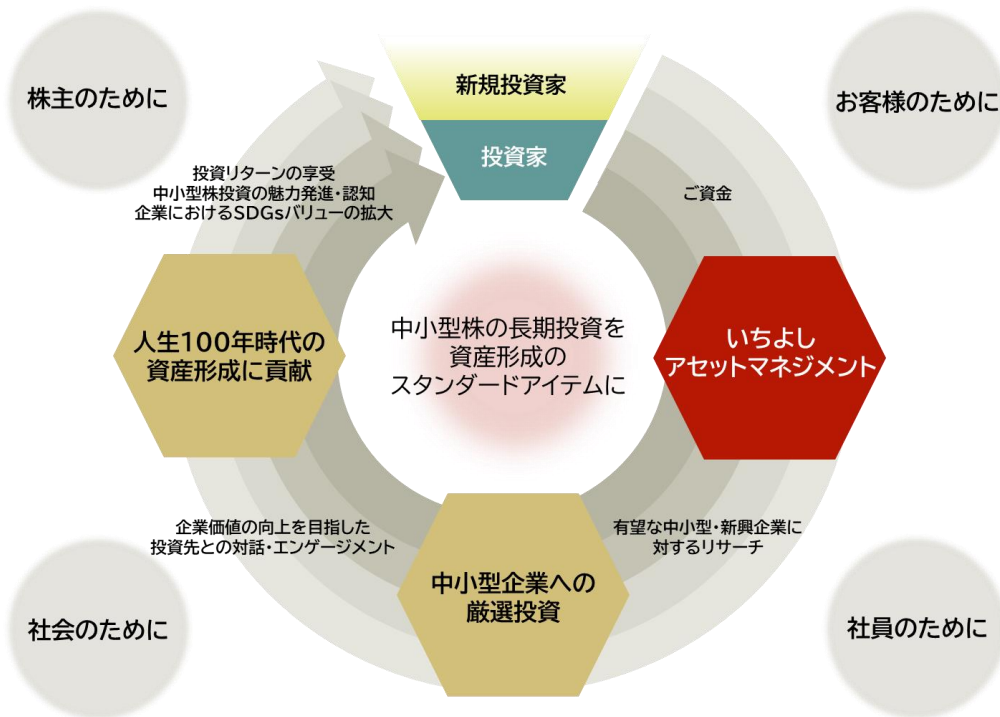 株主のために
新規投資家
投資家
お客様のために
投資リターンの享受
中小型株投資の魅力発進・認知
企業におけるSDGsバリューの拡大
ご資金
人生100年時代の
資産形成に貢献
中小型株の長期投資を
資産形成の
スタンダードアイテムに
いちよし
アセットマネジメント
企業価値の向上を目指した
投資先との対話・エンゲージメント
有望な中小型・新興企業に
対するリサーチ
中小型企業への
厳選投資
社会のために
社員のために